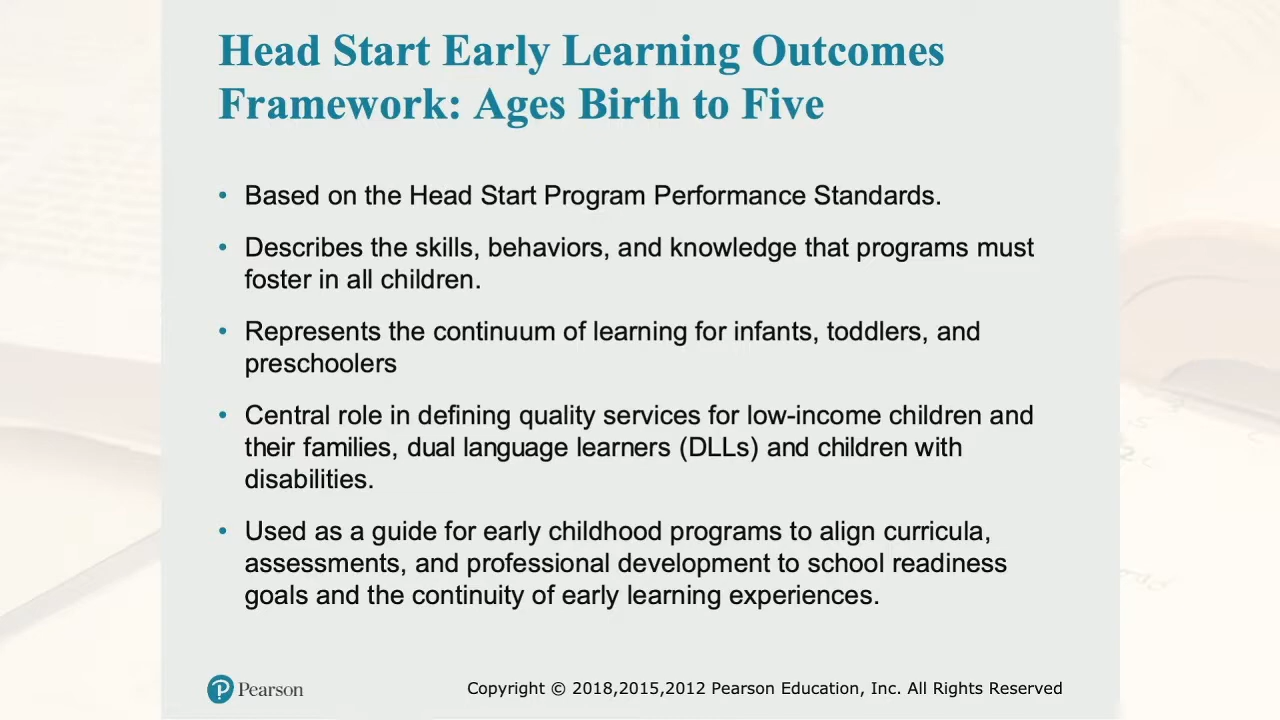 Head Start Early Learning Outcomes
Framework: Ages Birth to Five
• Based on the Head Start Program Performance Standards.
• Describes the skills, behaviors, and knowledge that programs must
foster in all children.
• Represents the continuum of learning for infants, toddlers, and
preschoolers
• Central role in defining quality services for low-income children and
their families, dual language learners (DLLs) and children with
disabilities.
• Used as a guide for early childhood programs to align curricula,
assessments, and professional development to school readiness
goals and the continuity of early learning experiences.
Pearson
Copyright © 2018,2015,2012 Pearson Education, Inc. All Rights Reserved